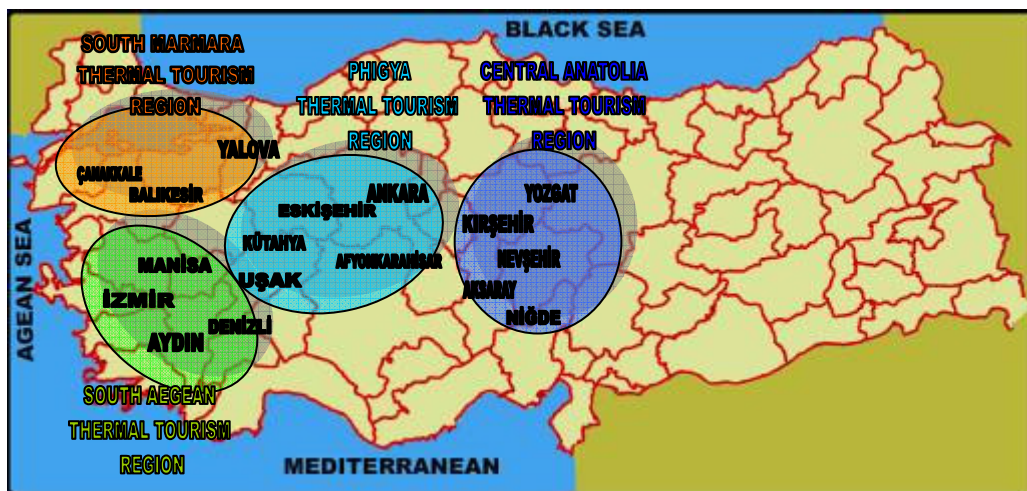 BLACK SEA
SOUTH MARMARA
THERMAL TOURISM
REGION
PHIGYA
THERMAL TOURISM
REGION
CENTRAL ANATOLIA
THERMAL TOURISM
REGION
YALOVA
ÇANAKKALE
BALIKESİR
ANKARA
ESKİŞEHİR
KÜTAHYA
AFYONKARAHİSAR
UŞAK
YOZGAT
KIRŞEHİR
NEVŞEHİR
AKSARAY
NİĞDE
MANİSA
İZMİR
DENİZLİ
AYDIN
AGEAN SEA
SOUTH AEGEAN
THERMAL TOURISM
REGION
MEDITERRANEAN